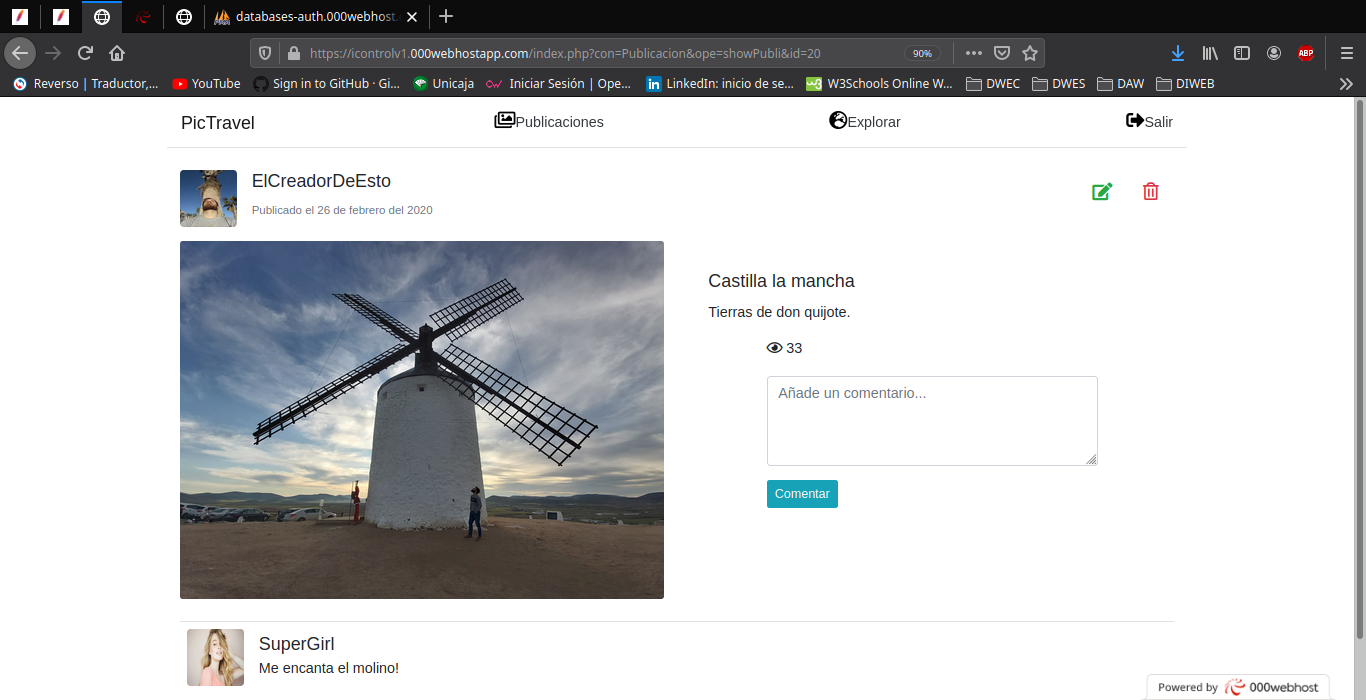 databases-auth.000webhost.
https://icontrolv1.000webhostapp.com/index.php?con=Publicacion&ope=showPubli&id=20
90%
ABP
Reverso | Traductor,...
YouTube
Sign in to GitHub · Gi...
Unicaja
Iniciar Sesión | Ope...
LinkedIn: inicio de se...
W3Schools Online W...
DWEC
DWES
DAW
DIWEB
PicTravel
Publicaciones
Explorar
Salir
ElCreadorDeEsto
Publicado el 26 de febrero del 2020
Castilla la mancha
Tierras de don quijote.
33
Añade un comentario...
Comentar
SuperGirl
Me encanta el molino!
Powered by 000webhost